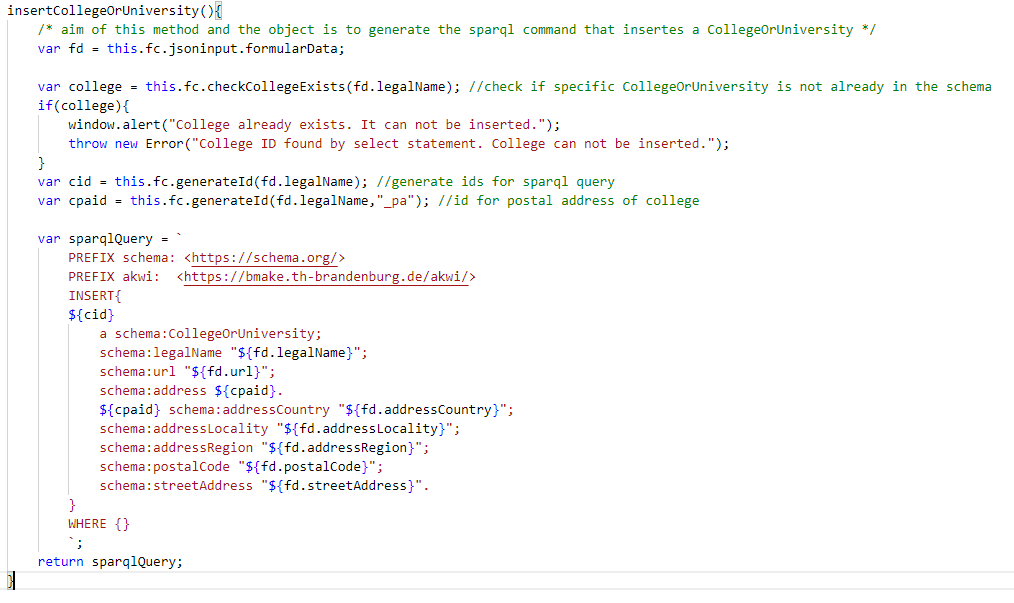 insertCollegeOrUniversity(){
/* aim of this method and the object is to generate the sparql command that insertes a CollegeOrUniversity */
var fd = this.fc.jsoninput.formularData;
var college = this.fc.checkCollegeExists(fd.legalName); //check if specific CollegeOrUniversity is not already in the schema
if(college){
window.alert("College already exists. It can not be inserted.");
throw new Error("College ID found by select statement. College can not be inserted.");
}
var cid = this.fc.generateId(fd.legalName); //generate ids for sparql query
var cpaid = this.fc.generateId(fd.legalName,"_pa"); //id for postal address of college
var sparqlQuery = `
PREFIX schema: <https://schema.org/>
PREFIX akwi:  <https://bmake.th-brandenburg.de/akwi/>
INSERT{
${cid}
a schema:CollegeOrUniversity;
schema:legalName "${fd.legalName}";
schema:url "${fd.url}";
schema:address ${cpaid}.
${cpaid} schema:addressCountry "${fd.addressCountry}";
schema:addressLocality "${fd.addressLocality}";
schema:addressRegion "${fd.addressRegion}";
schema:postalCode "${fd.postalCode}";
schema:streetAddress "${fd.streetAddress}".
}
WHERE {}
`;
return sparqlQuery;
}